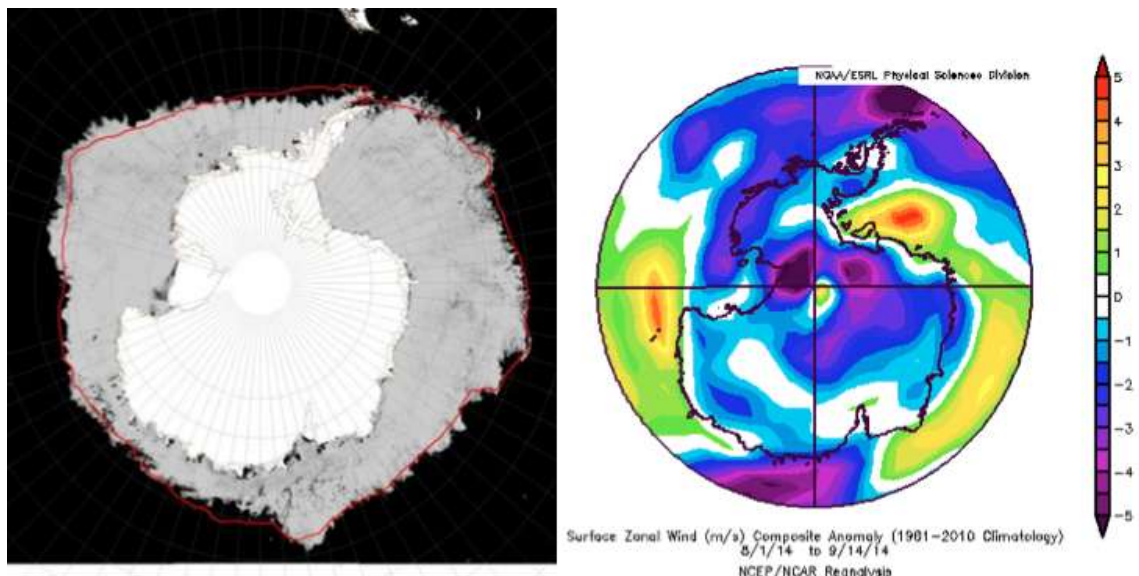 NOAA/ESRL Physical Sciences Division
5
4
3
2
1
0
-1
-2
-3
-4
-5
Surface Zonal Wind (m/s) Composite Anomaly (1981-2010 Climatology)
8/1/14 to 9/14/14
NCEP/NCAR Reanalysis